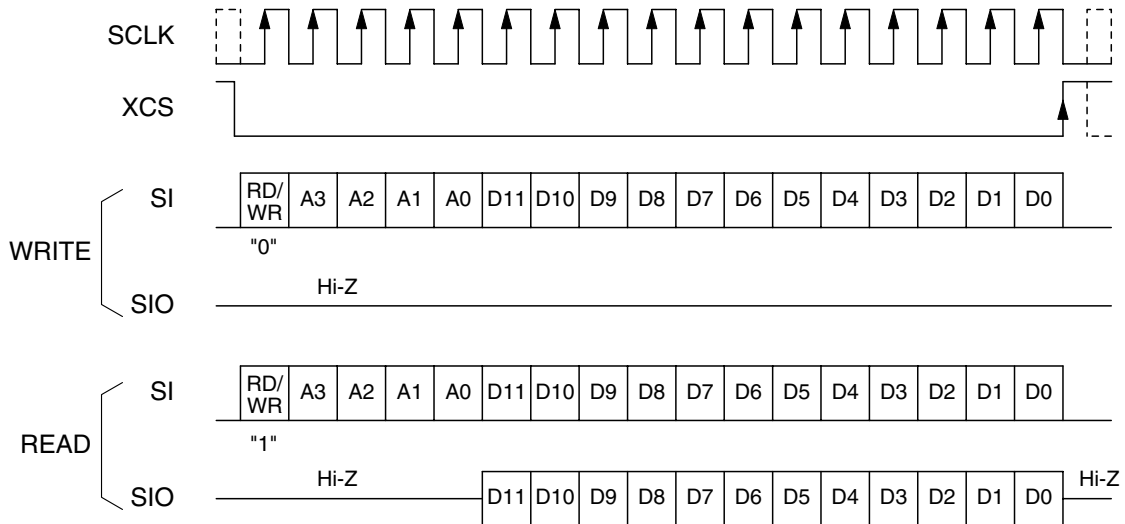 SCLK
XCS
WRITE
SI RD/WR A3 A2 A1 A0 D11 D10 D9 D8 D7 D6 D5 D4 D3 D2 D1 D0
"0"
Hi-Z
SIO
READ
SI RD/WR A3 A2 A1 A0 D11 D10 D9 D8 D7 D6 D5 D4 D3 D2 D1 D0
"1"
Hi-Z Hi-Z
SIO D11 D10 D9 D8 D7 D6 D5 D4 D3 D2 D1 D0